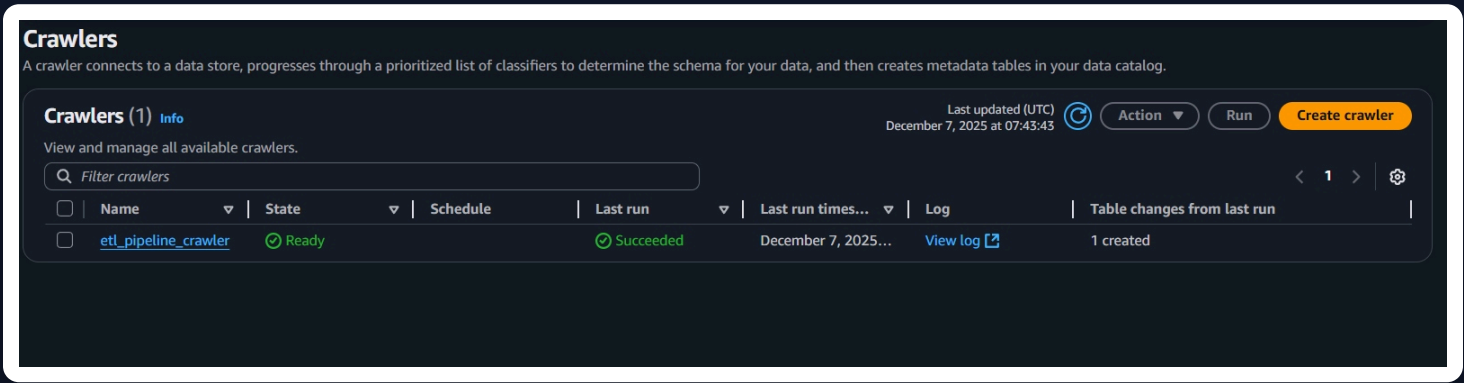 Crawlers
A crawler connects to a data store, progresses through a prioritized list of classifiers to determine the schema for your data, and then creates metadata tables in your data catalog.
Crawlers (1) Info
Last updated (UTC)
December 7, 2025 at 07:43:43
Action
Run
Create crawler
View and manage all available crawlers.
Filter crawlers
1
Name State Schedule Last run Last run times... Log Table changes from last run
etl_pipeline_crawler Ready Succeeded December 7, 2025... View log 1 created